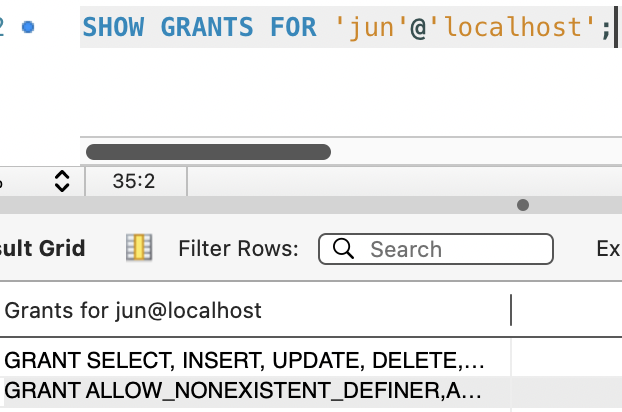 2 SHOW GRANTS FOR 'jun'@'localhost';
35:2
ult Grid Filter Rows: Search Ex
Grants for jun@localhost
GRANT SELECT, INSERT, UPDATE, DELETE,...
GRANT ALLOW_NONEXISTENT_DEFINER,A...